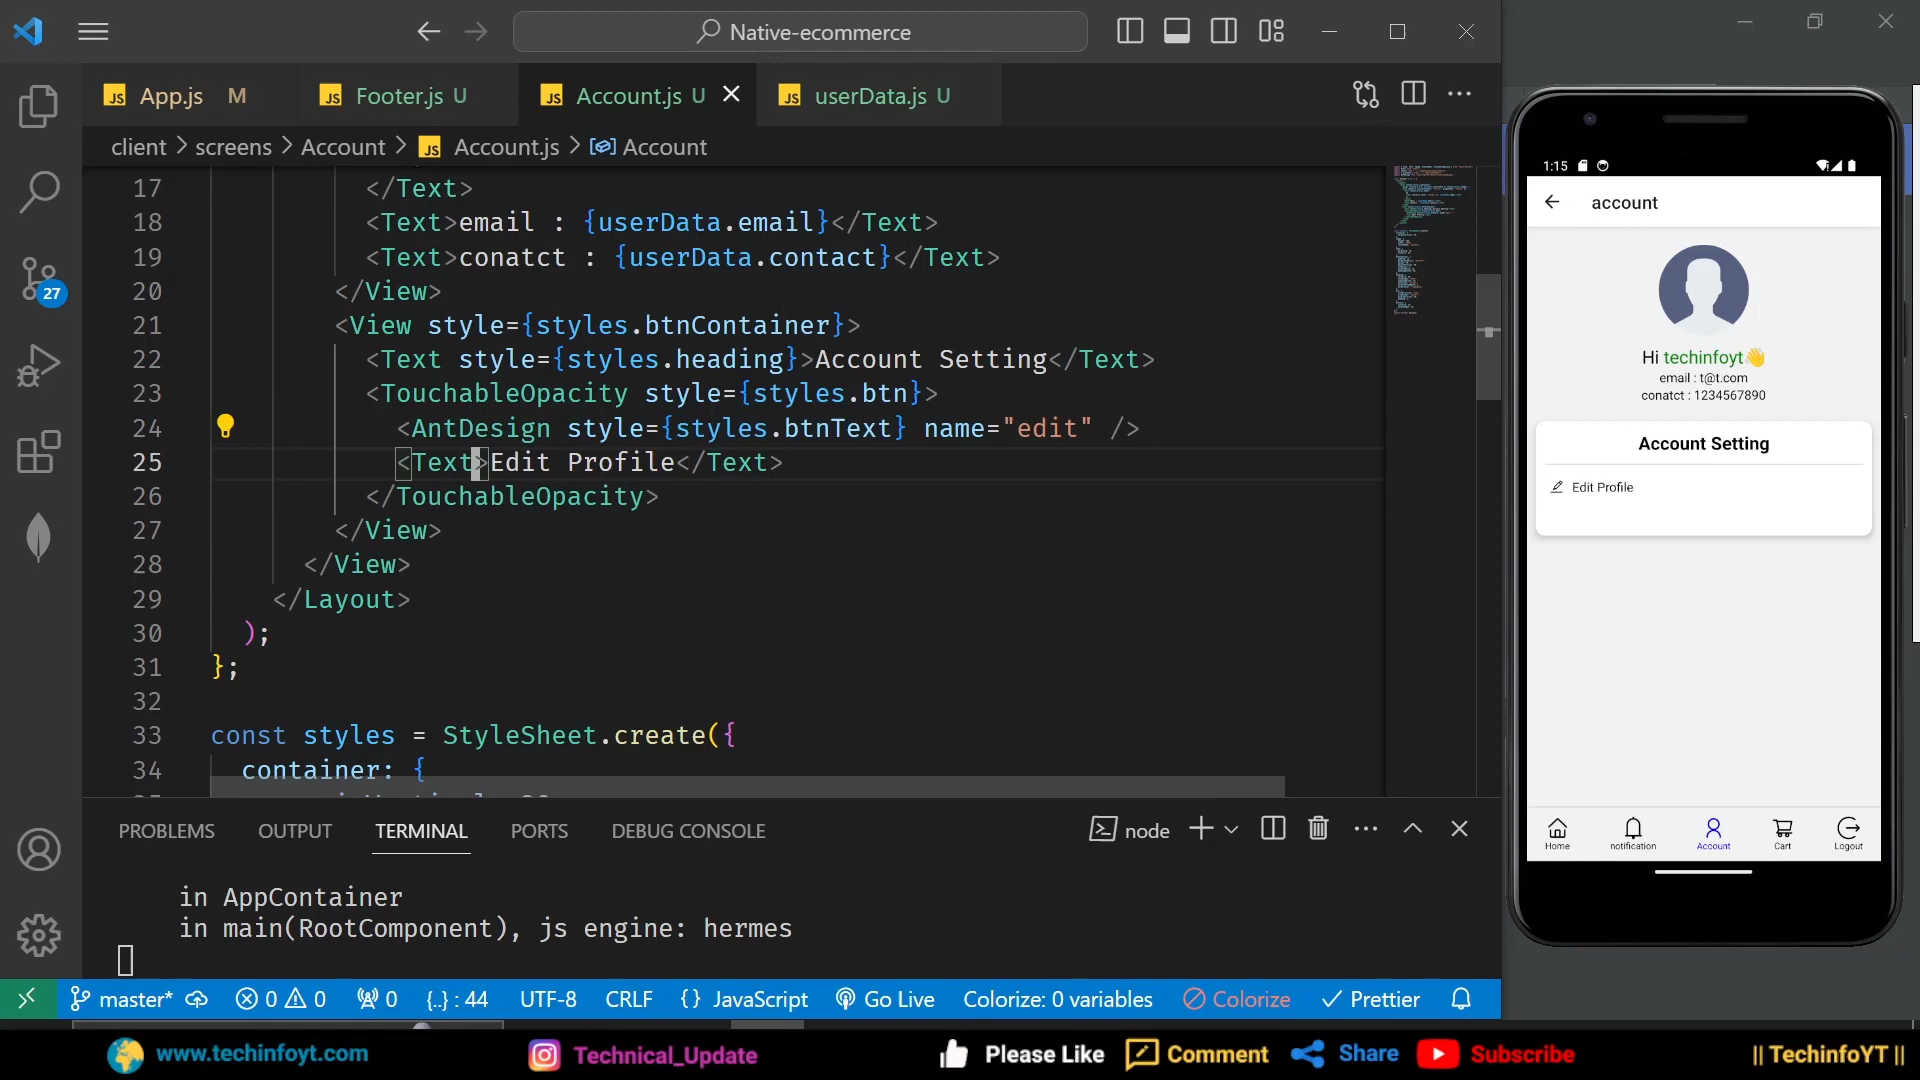 Native-ecommerce
App.js M
Footer.js U
Account.js U
userData.js U
client > screens > Account > JS Account.js > Account
17 </Text>
18 <Text>email : {userData.email}</Text>
19 <Text>conatct : {userData.contact}</Text>
20 </View>
21 <View style={styles.btnContainer}>
22 <Text style={styles.heading}>Account Setting</Text>
23 <TouchableOpacity style={styles.btn}>
24 <AntDesign style={styles.btnText} name="edit" />
25 <Text>Edit Profile</Text>
26 </TouchableOpacity>
27 </View>
28 </View>
29 </Layout>
30 );
31 };
32
33 const styles = StyleSheet.create({
34 container: {
27
PROBLEMS OUTPUT TERMINAL PORTS DEBUG CONSOLE
node
in AppContainer
in main(RootComponent), js engine: hermes
master* 0 0 0 {..} : 44 UTF-8 CRLF {} JavaScript Go Live Colorize: 0 variables Colorize Prettier
1:15
account
Hi techinfoyt👋
email : t@t.com
conatct : 1234567890
Account Setting
Edit Profile
Home notification Account Cart Logout
www.techinfoyt.com Technical_Update Please Like Comment Share Subscribe || TechinfoYT ||